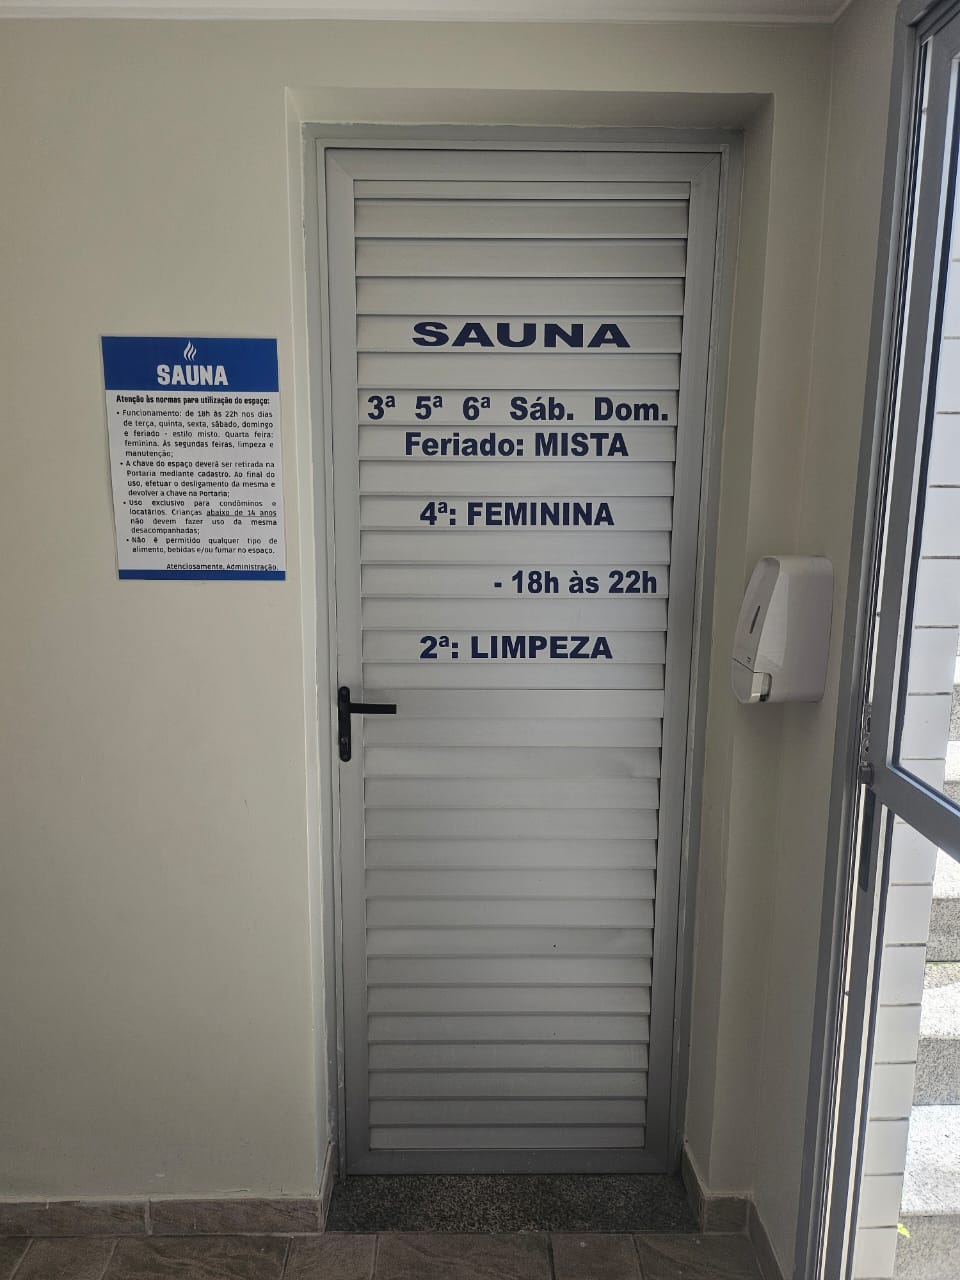 SAUNA
Atenção às normas para utilização do espaço:
• Funcionamento: de 18h às 22h nos dias
de terça, quinta, sexta, sábado, domingo
e feriado - estilo misto. Quarta feira:
feminina. Às segundas feiras, limpeza e
manutenção;
• A chave do espaço deverá ser retirada na
Portaria mediante cadastro. Ao final do
uso, efetuar o desligamento da mesma e
devolver a chave na Portaria;
• Uso exclusivo para condôminos e
locatários. Crianças abaixo de 14 anos
não devem fazer uso da mesma
desacompanhadas;
• Não é permitido qualquer tipo de
alimento, bebidas e/ou fumar no espaço.
Atenciosamente, Administração.
SAUNA
3ª 5ª 6ª Sáb. Dom.
Feriado: MISTA
4ª: FEMININA
- 18h às 22h
2ª: LIMPEZA